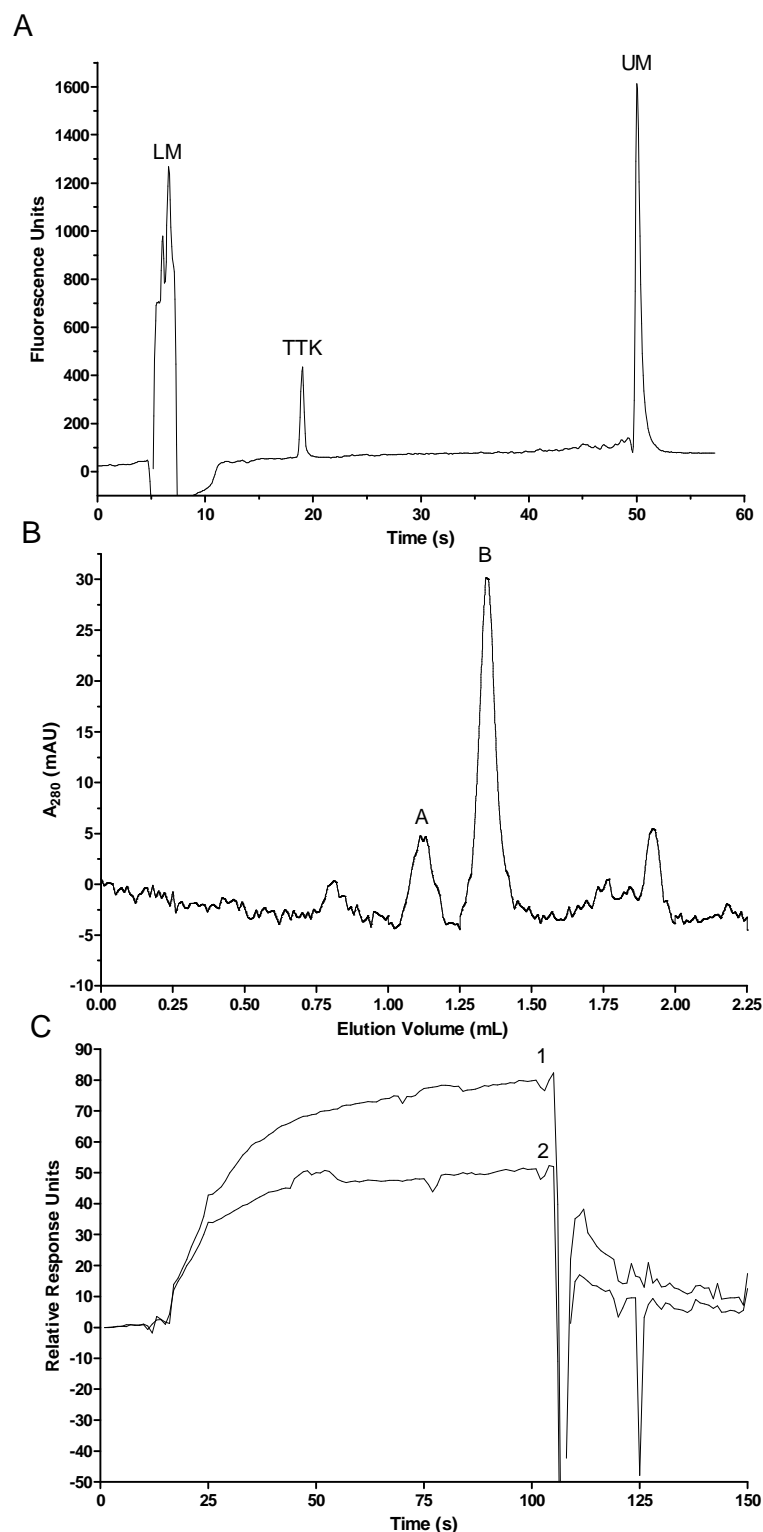 A
Fluorescence Units
1600
1400
1200
1000
800
600
400
200
0
LM
TTK
UM
0 10 20 30 40 50 60
Time (s)
B
A280 (mAU)
30
25
20
15
10
5
0
-5
-10
A
B
0.00 0.25 0.50 0.75 1.00 1.25 1.50 1.75 2.00 2.25
Elution Volume (mL)
C
Relative Response Units
90
80
70
60
50
40
30
20
10
0
-10
-20
-30
-40
-50
1
2
0 25 50 75 100 125 150
Time (s)